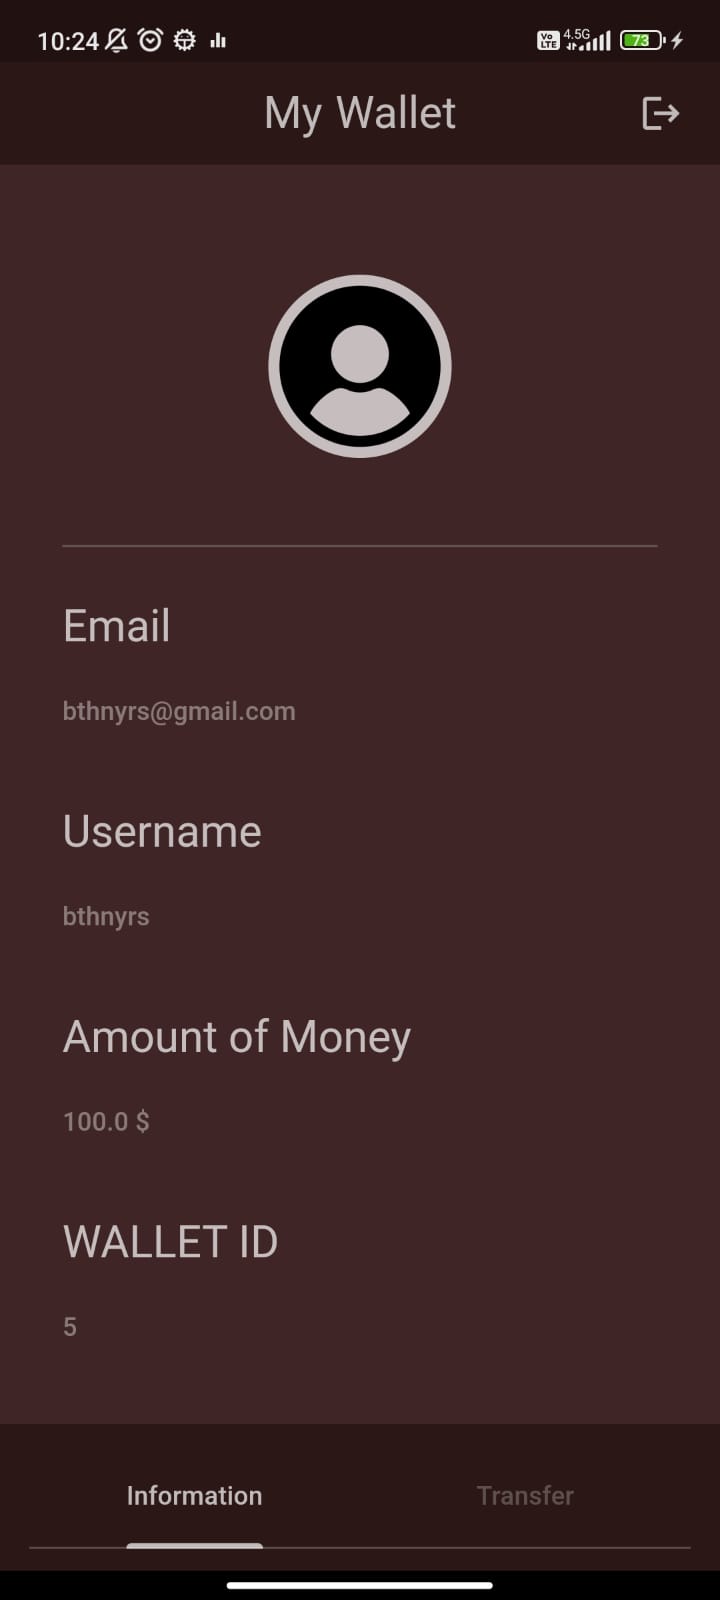 10:24 Vo LTE 4.5G 73
My Wallet
Email
bthnyrs@gmail.com
Username
bthnyrs
Amount of Money
100.0 $
WALLET ID
5
Information Transfer